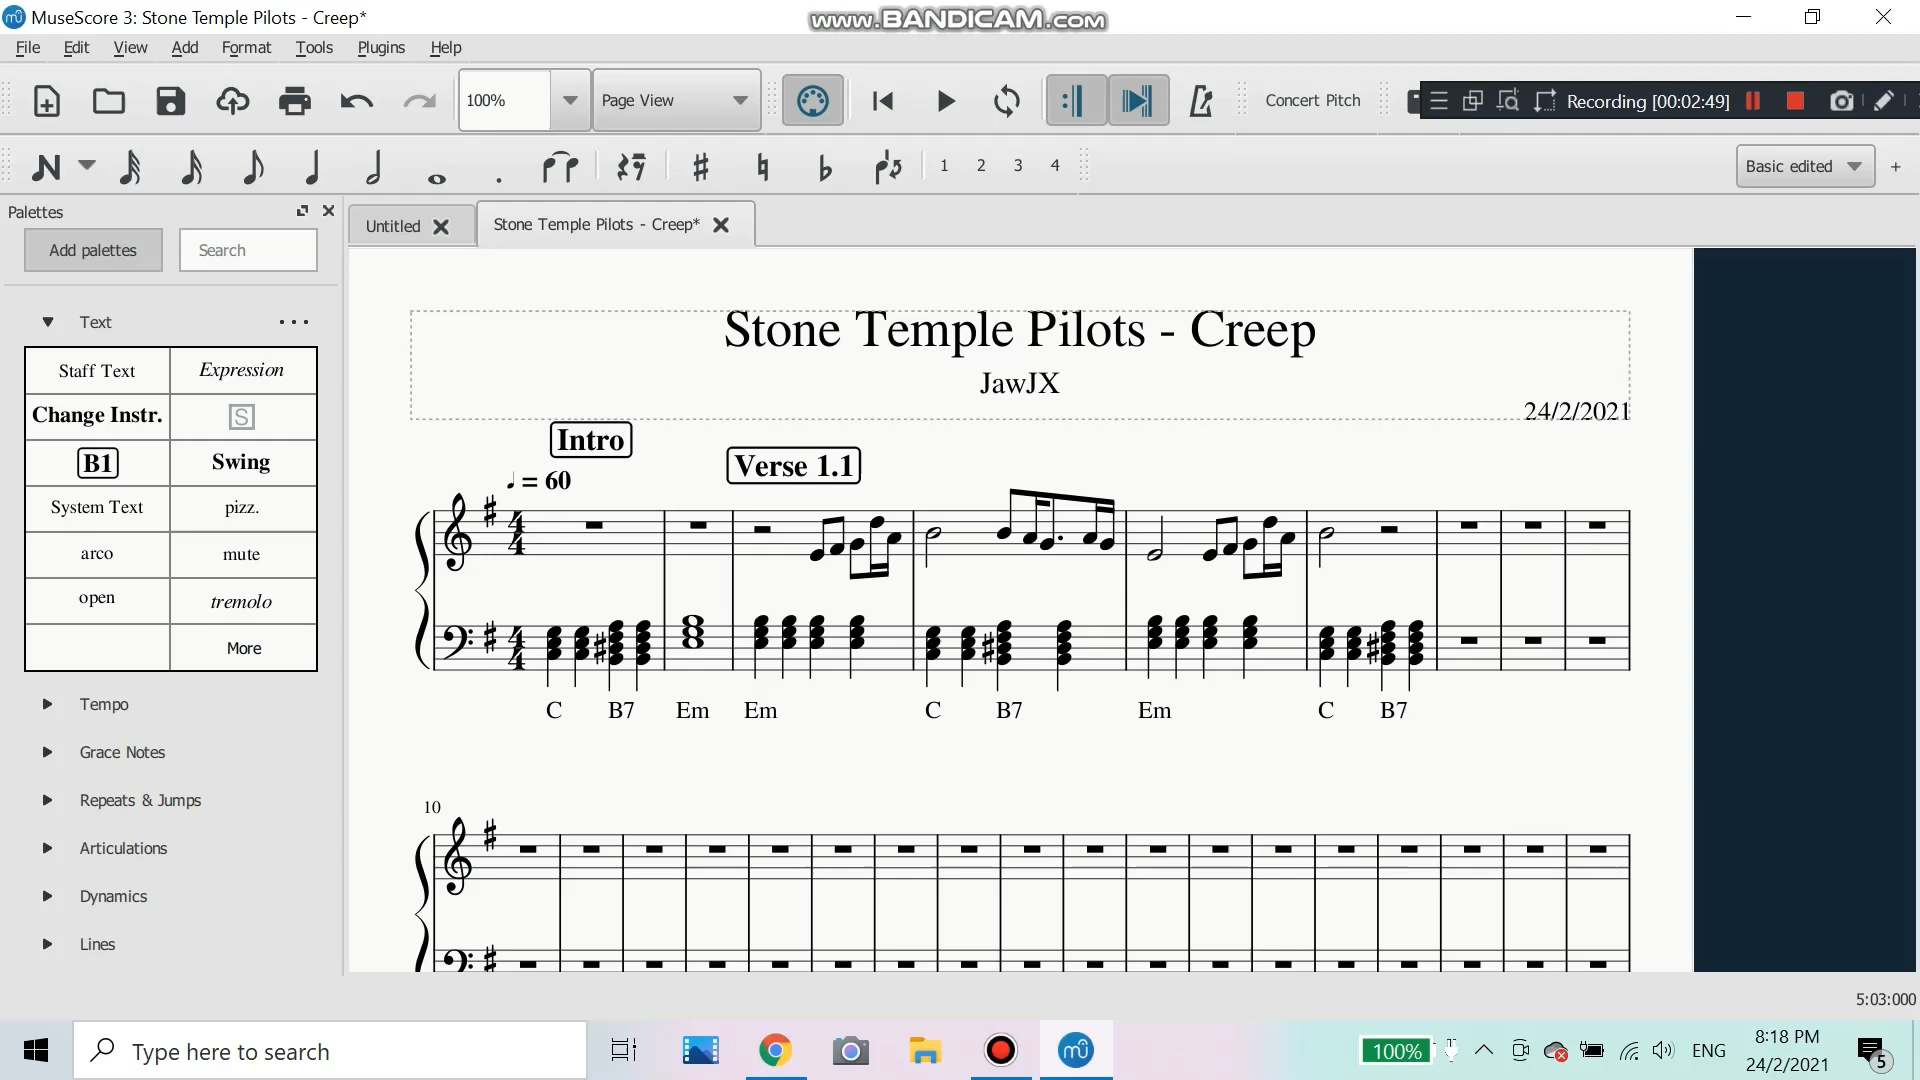 MuseScore 3: Stone Temple Pilots - Creep*
www.BANDICAM.com
File Edit View Add Format Tools Plugins Help
100%
Page View
Concert Pitch
Recording [00:02:49]
1 2 3 4
Basic edited
+
Palettes
Add palettes
Search
Untitled
Stone Temple Pilots - Creep*
Text
Staff Text
Expression
Change Instr.
S
B1
Swing
System Text
pizz.
arco
mute
open
tremolo
More
Tempo
Grace Notes
Repeats & Jumps
Articulations
Dynamics
Lines
Stone Temple Pilots - Creep
JawJX
24/2/2021
Intro
Verse 1.1
= 60
4
4
4
4
C B7 Em Em C B7 Em C B7
10
5:03:000
Type here to search
100%
ENG
8:18 PM
24/2/2021
5